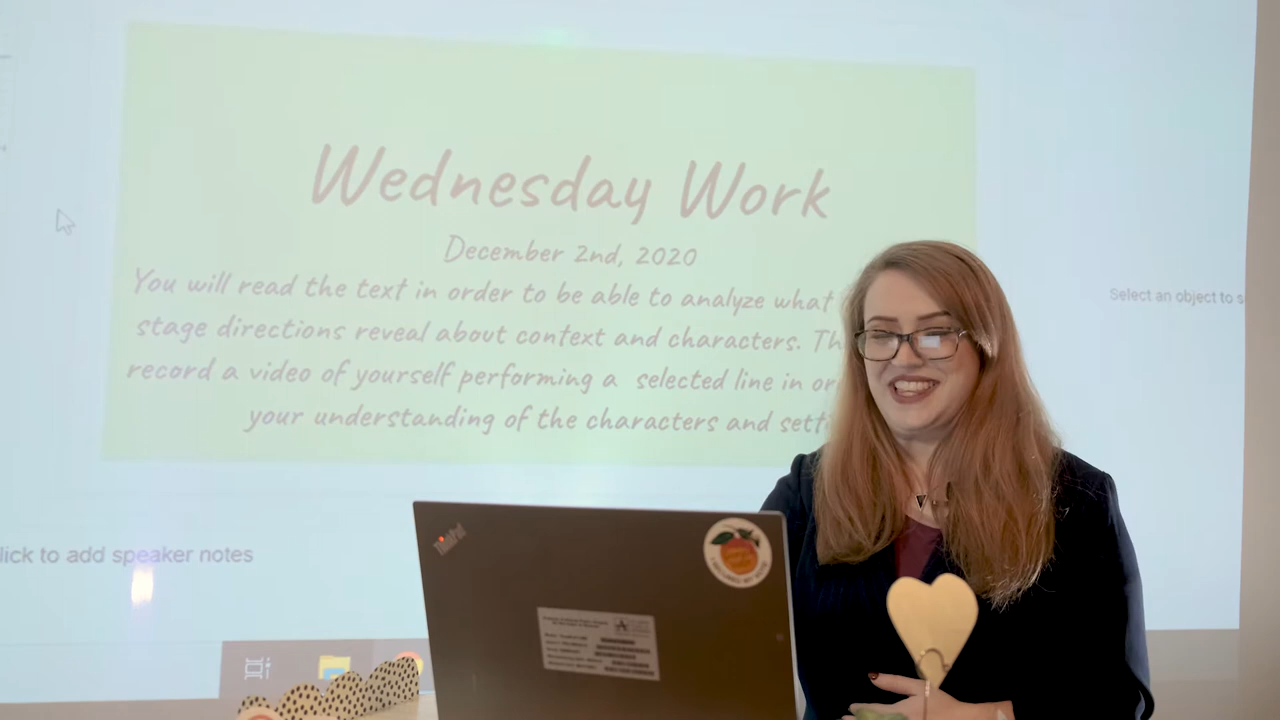 Wednesday Work
December 2nd, 2020
You will read the text in order to be able to analyze what
stage directions reveal about context and characters. Th
record a video of yourself performing a selected line in or
your understanding of the characters and setti
Select an object to s
lick to add speaker notes
ThinkPad